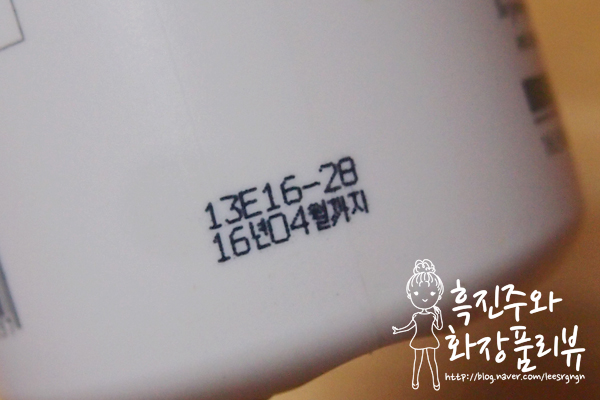 13E16-28
16년04월까지
흑진주와
화장품리뷰
http://blog.naver.com/leesrgngn